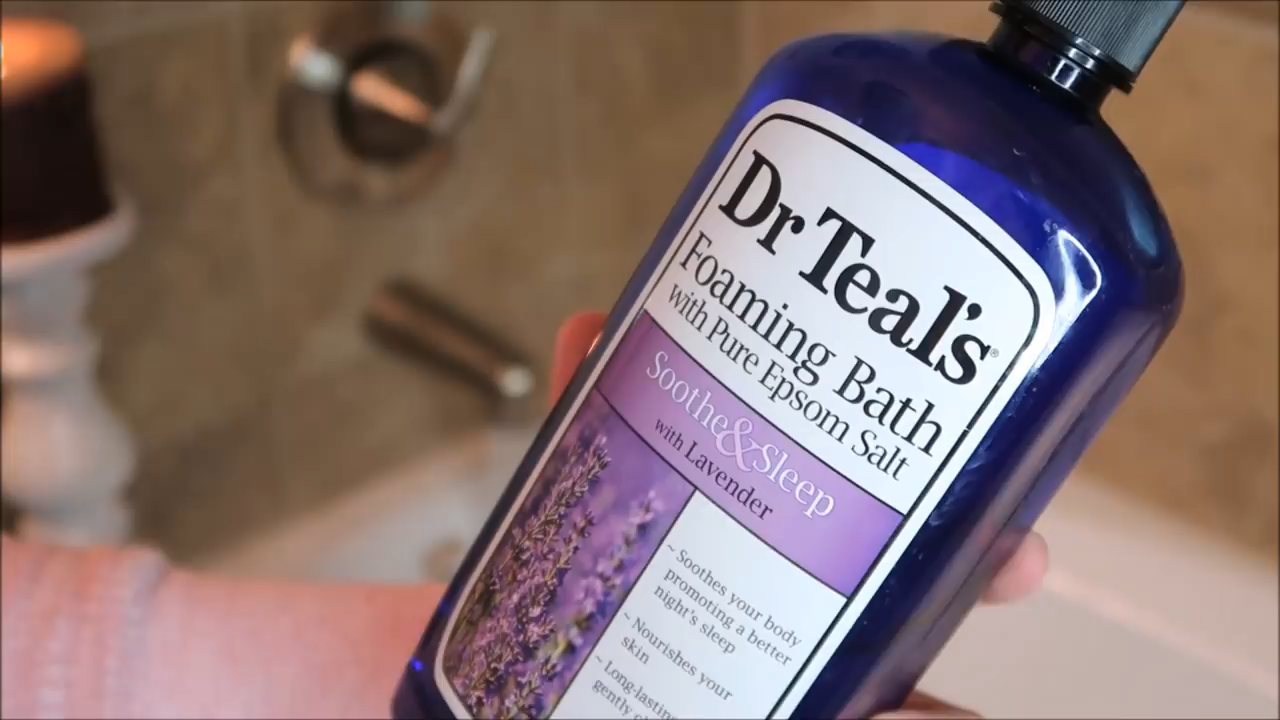 Dr Teal's®
Foaming Bath
with Pure Epsom Salt
Soothe & Sleep
with Lavender
~ Soothes your body
promoting a better
night's sleep
~ Nourishes your
skin
~ Long-lasting
gently